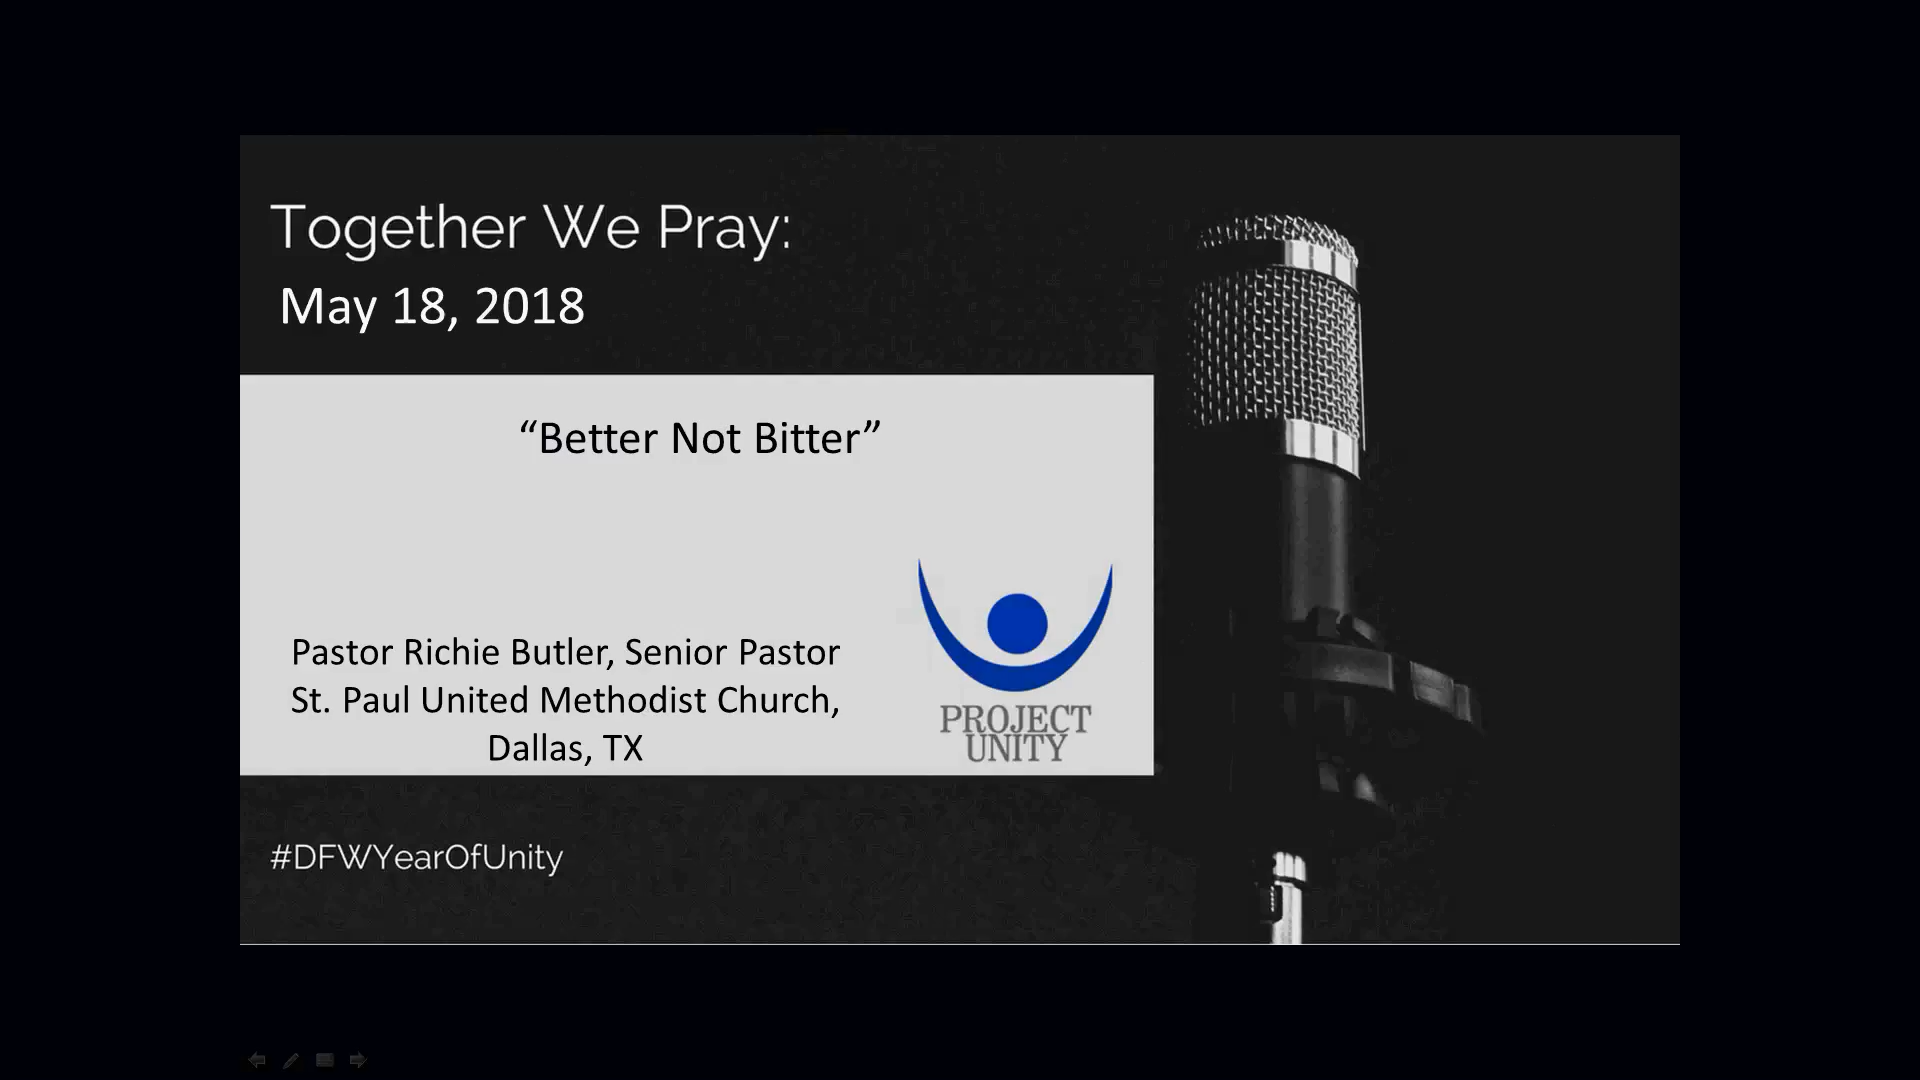 Together We Pray:
May 18, 2018
“Better Not Bitter”
Pastor Richie Butler, Senior Pastor
St. Paul United Methodist Church,
Dallas, TX
PROJECT
UNITY
#DFWYearOfUnity